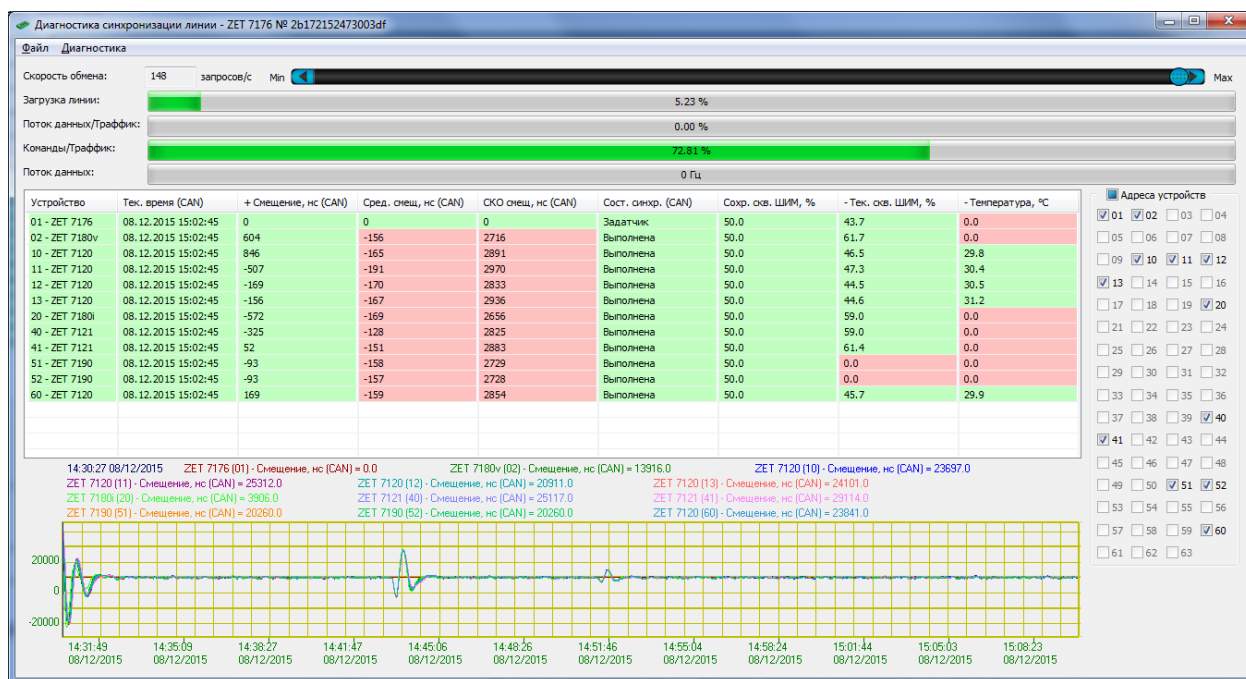 Диагностика синхронизации линии - ZET 7176 № 2b172152473003df
Файл Диагностика
Скорость обмена: 148 запросов/с Min Max
Загрузка линии: 5.23 %
Поток данных/Траффик: 0.00 %
Команды/Траффик: 72.81 %
Поток данных: 0 Гц
Устройство Тек. время (CAN) + Смещение, нс (CAN) Сред. смещ, нс (CAN) СКО смещ, нс (CAN) Сост. синхр. (CAN) Сохр. скв. ШИМ, % - Тек. скв. ШИМ, % - Температура, °C
01 - ZET 7176 08.12.2015 15:02:45 0 0 0 Задатчик 50.0 43.7 0.0
02 - ZET 7180v 08.12.2015 15:02:45 604 -156 2716 Выполнена 50.0 61.7 0.0
10 - ZET 7120 08.12.2015 15:02:45 846 -165 2891 Выполнена 50.0 46.5 29.8
11 - ZET 7120 08.12.2015 15:02:45 -507 -191 2970 Выполнена 50.0 47.3 30.4
12 - ZET 7120 08.12.2015 15:02:45 -169 -170 2833 Выполнена 50.0 44.5 30.5
13 - ZET 7120 08.12.2015 15:02:45 -156 -167 2936 Выполнена 50.0 44.6 31.2
20 - ZET 7180i 08.12.2015 15:02:45 -572 -169 2656 Выполнена 50.0 59.0 0.0
40 - ZET 7121 08.12.2015 15:02:45 -325 -128 2825 Выполнена 50.0 59.0 0.0
41 - ZET 7121 08.12.2015 15:02:45 52 -151 2883 Выполнена 50.0 61.4 0.0
51 - ZET 7190 08.12.2015 15:02:45 -93 -158 2729 Выполнена 50.0 0.0 0.0
52 - ZET 7190 08.12.2015 15:02:45 -93 -157 2728 Выполнена 50.0 0.0 0.0
60 - ZET 7120 08.12.2015 15:02:45 169 -159 2854 Выполнена 50.0 45.7 29.9
Адреса устройств
01 02 03 04
05 06 07 08
09 10 11 12
13 14 15 16
17 18 19 20
21 22 23 24
25 26 27 28
29 30 31 32
33 34 35 36
37 38 39 40
41 42 43 44
45 46 47 48
49 50 51 52
53 54 55 56
57 58 59 60
61 62 63
14:30:27 08/12/2015 ZET 7176 (01) - Смещение, нс (CAN) = 0.0 ZET 7180v (02) - Смещение, нс (CAN) = 13916.0 ZET 7120 (10) - Смещение, нс (CAN) = 23697.0
ZET 7120 (11) - Смещение, нс (CAN) = 25312.0 ZET 7120 (12) - Смещение, нс (CAN) = 20911.0 ZET 7120 (13) - Смещение, нс (CAN) = 24101.0
ZET 7180i (20) - Смещение, нс (CAN) = 3906.0 ZET 7121 (40) - Смещение, нс (CAN) = 25117.0 ZET 7121 (41) - Смещение, нс (CAN) = 29114.0
ZET 7190 (51) - Смещение, нс (CAN) = 20260.0 ZET 7190 (52) - Смещение, нс (CAN) = 20260.0 ZET 7120 (60) - Смещение, нс (CAN) = 23841.0
20000
0
-20000
14:31:49 14:35:09 14:38:27 14:41:47 14:45:06 14:48:26 14:51:46 14:55:04 14:58:24 15:01:44 15:05:03 15:08:23
08/12/2015 08/12/2015 08/12/2015 08/12/2015 08/12/2015 08/12/2015 08/12/2015 08/12/2015 08/12/2015 08/12/2015 08/12/2015 08/12/2015